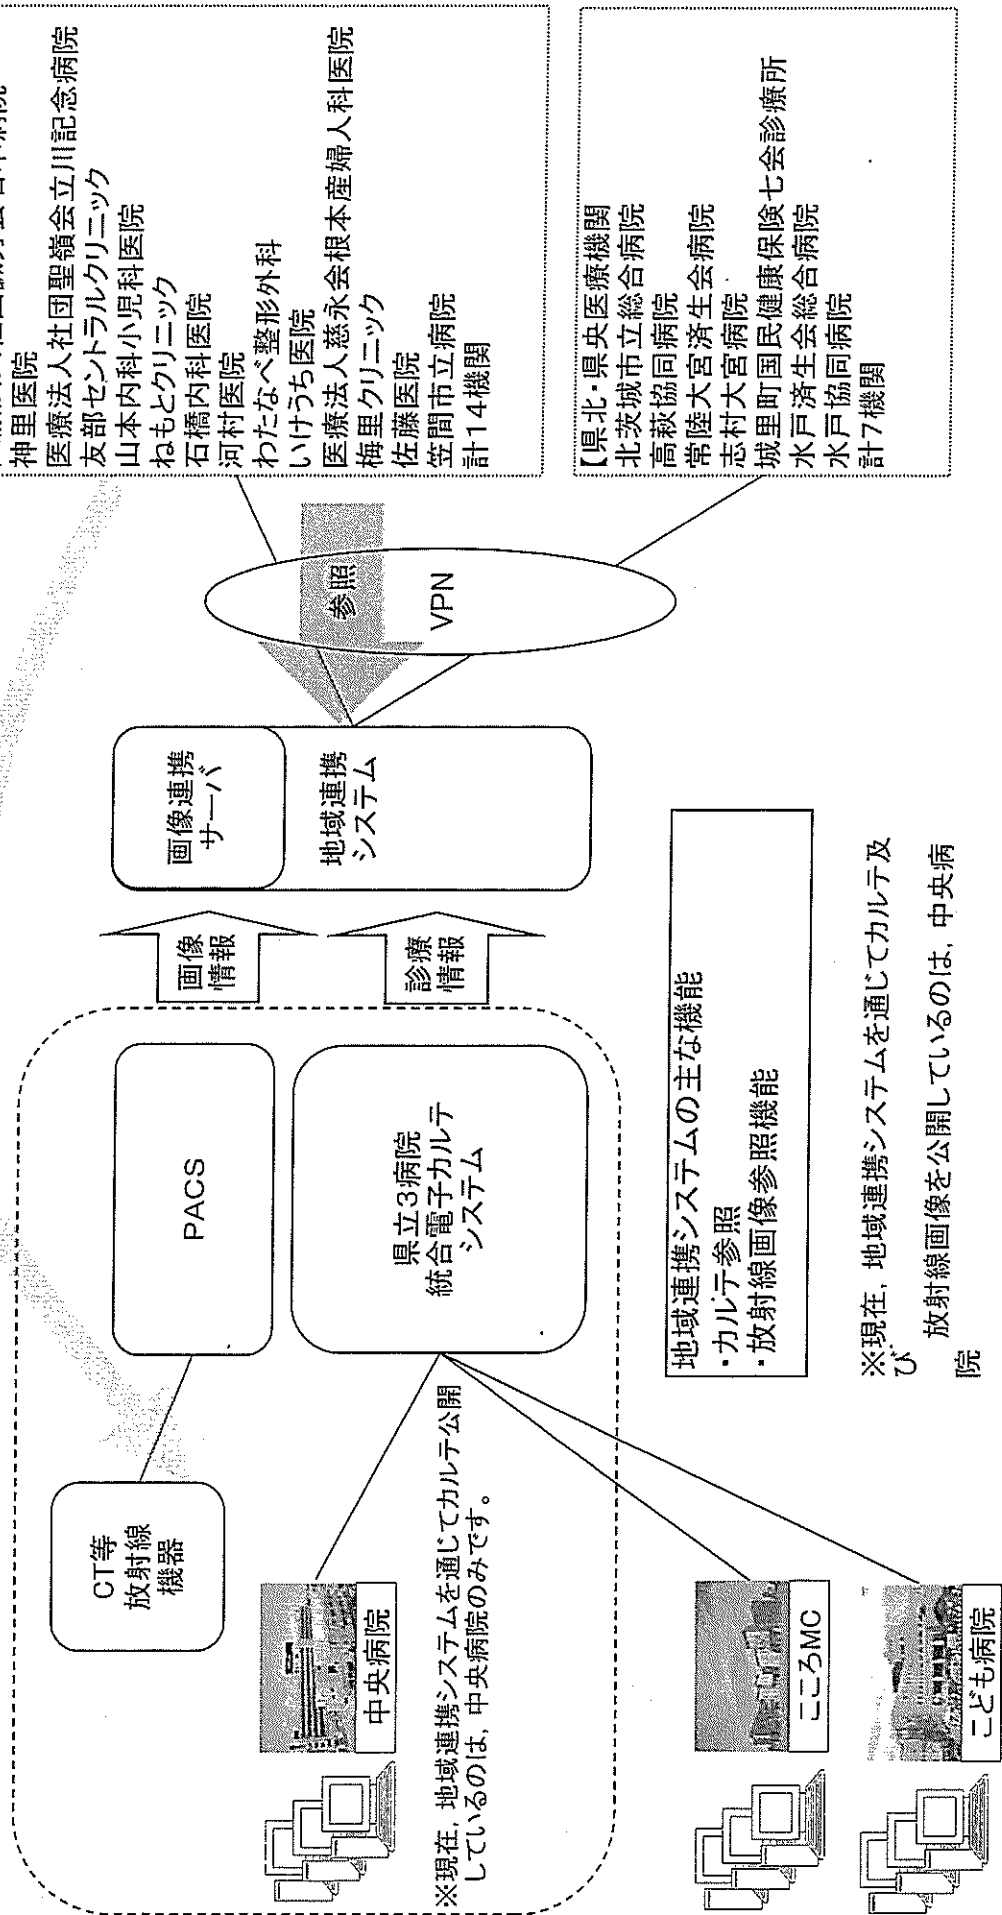 CT等
放射線
機器
PACS
県立3病院
統合電子カルテ
システム
中央病院
※現在，地域連携システムを通じてカルテ公開
しているのは，中央病院のみです。
こころMC
こども病院
画像
情報
診療
情報
画像連携
サーバ
地域連携
システム
参照
VPN
神里医院
医療法人社団聖嶺会立川記念病院
友部セントラルクリニック
山本内科小児科医院
ねもとクリニック
石橋内科医院
河村医院
わたなべ整形外科
いけうち医院
医療法人慈永会根本産婦人科医院
梅里クリニック
佐藤医院
笠間市立病院
計14機関
【県北・県央医療機関
北茨城市立総合病院
高萩協同病院
常陸大宮済生会病院
志村大宮病院
城里町国民健康保険七会診療所
水戸済生会総合病院
水戸協同病院
計7機関
地域連携システムの主な機能
・カルテ参照
・放射線画像参照機能
※現在，地域連携システムを通じてカルテ及
び
放射線画像を公開しているのは，中央病
院